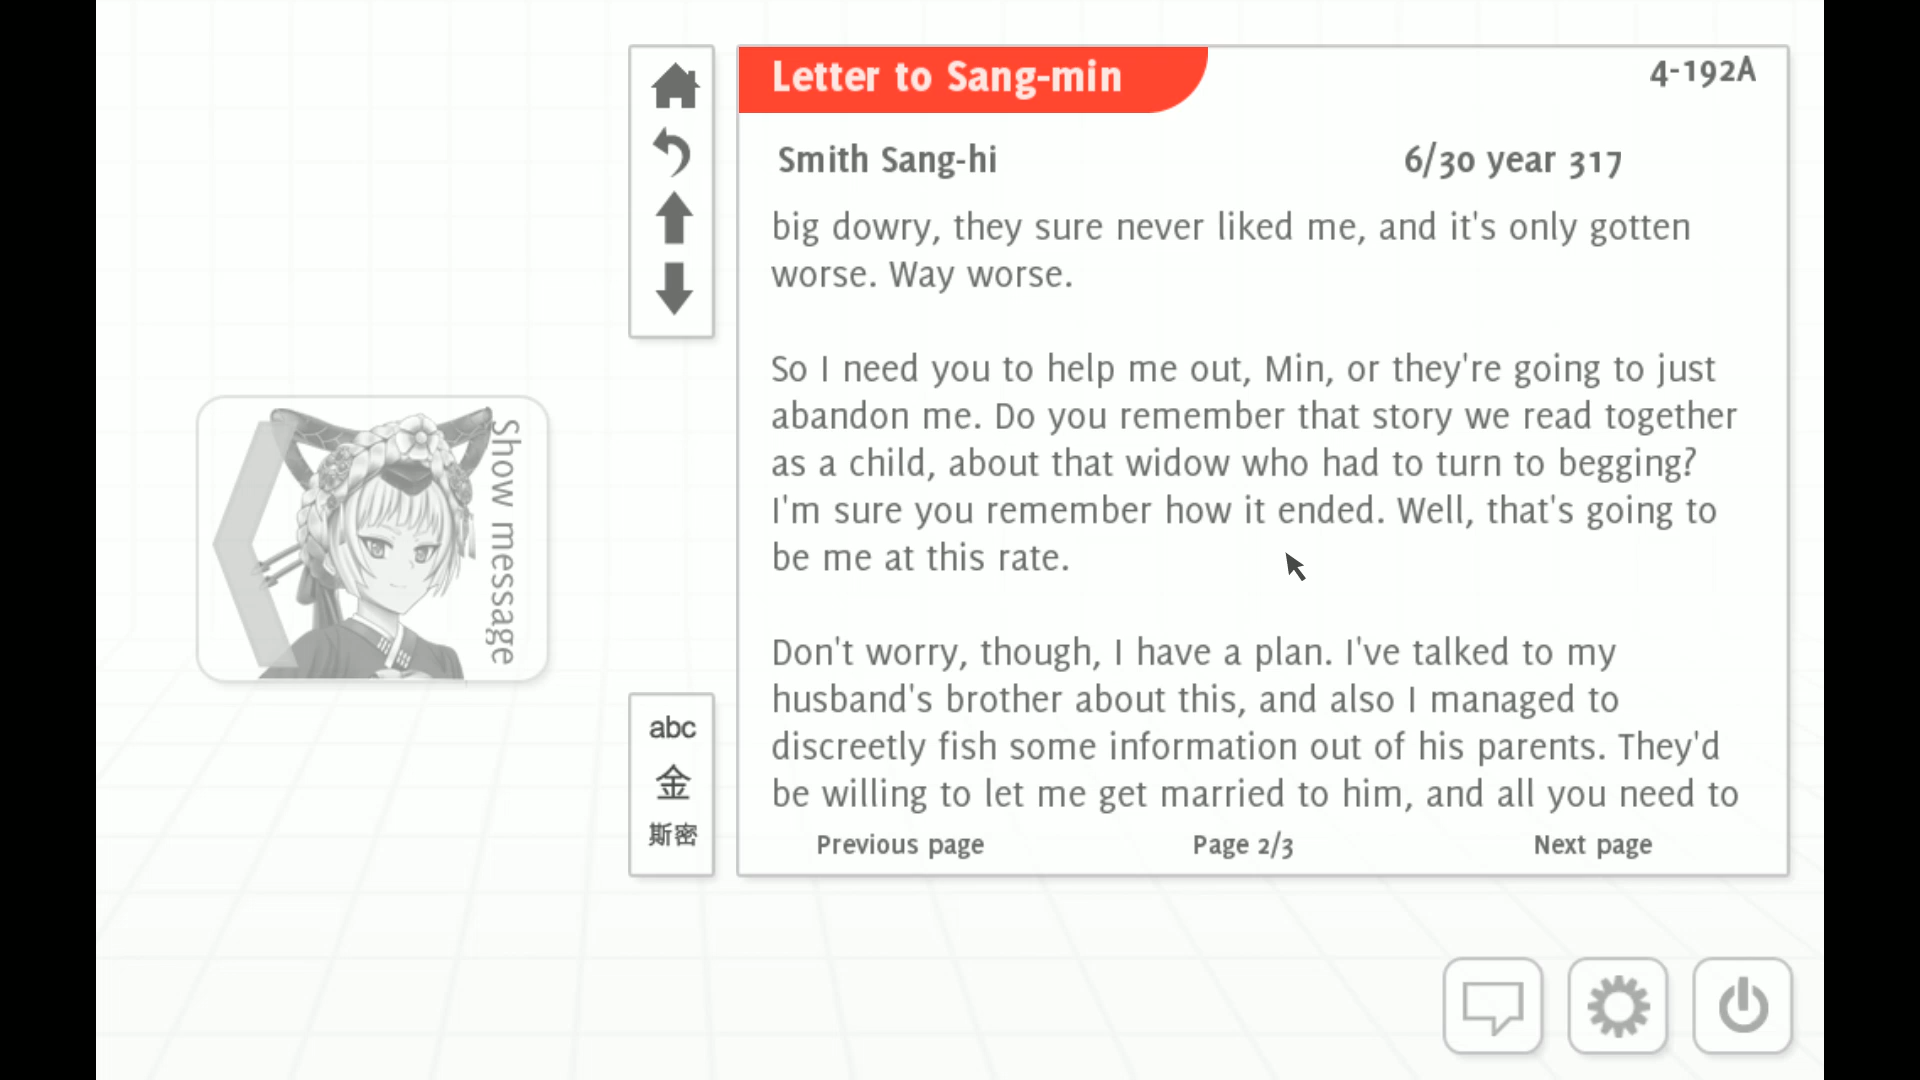 Letter to Sang-min
4-192A
Smith Sang-hi
6/30 year 317
big dowry, they sure never liked me, and it's only gotten
worse. Way worse.
So I need you to help me out, Min, or they're going to just
abandon me. Do you remember that story we read together
as a child, about that widow who had to turn to begging?
I'm sure you remember how it ended. Well, that's going to
be me at this rate.
Don't worry, though, I have a plan. I've talked to my
husband's brother about this, and also I managed to
discreetly fish some information out of his parents. They'd
be willing to let me get married to him, and all you need to
Previous page
Page 2/3
Next page
Show message
abc
金
斯密